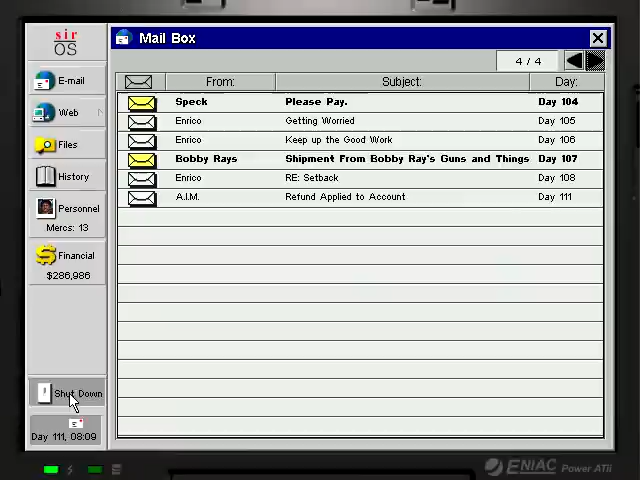 sir
OS
Mail Box
E-mail
Web
Files
History
Personnel
Mercs: 13
Financial
$286,986
4 / 4
From: Subject: Day:
Speck Please Pay. Day 104
Enrico Getting Worried Day 105
Enrico Keep up the Good Work Day 106
Bobby Rays Shipment From Bobby Ray's Guns and Things Day 107
Enrico RE: Setback Day 108
A.I.M. Refund Applied to Account Day 111
Shut Down
Day 111, 08:09
ENIAC Power ATii